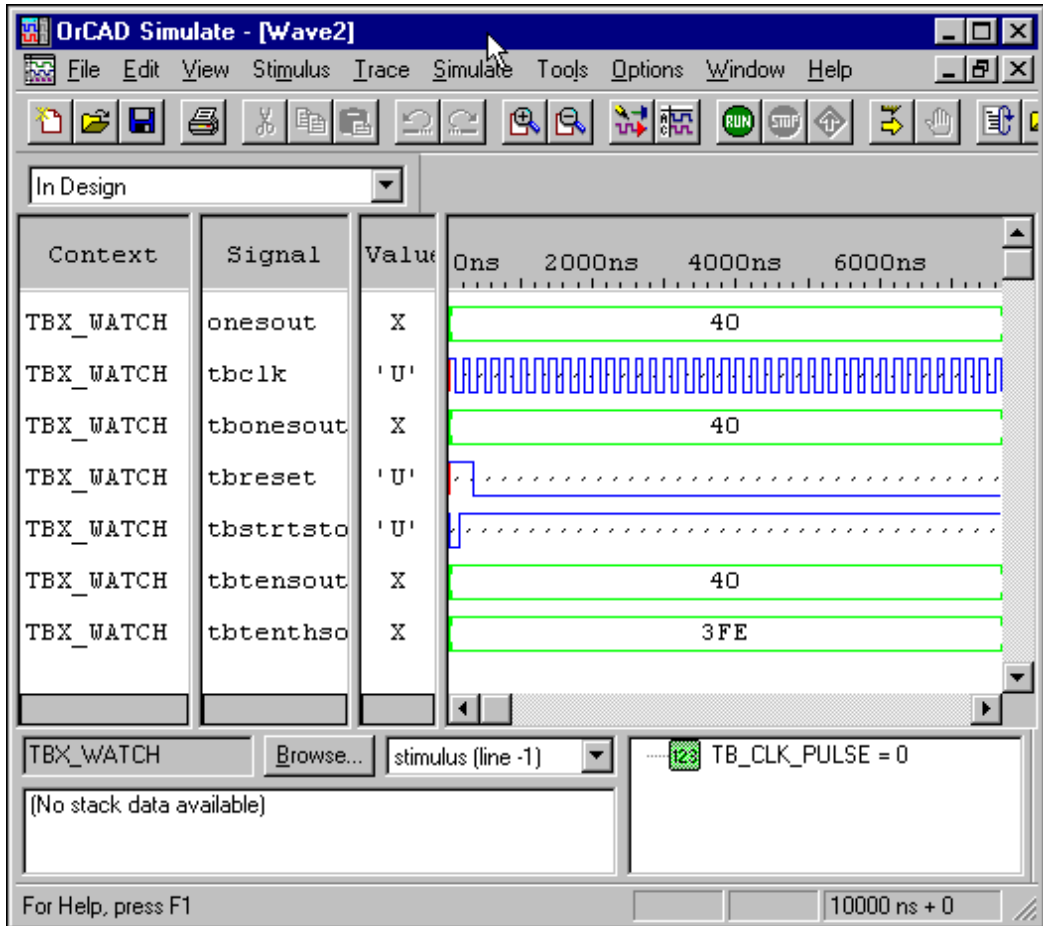 OrCAD Simulate - [Wave2]
File Edit View Stimulus Trace Simulate Tools Options Window Help
RUN STOP
In Design
Context Signal Value 0ns 2000ns 4000ns 6000ns
TBX_WATCH onesout X 40
TBX_WATCH tbclk 'U'
TBX_WATCH tbonesout X 40
TBX_WATCH tbreset 'U'
TBX_WATCH tbstrtsto 'U'
TBX_WATCH tbtensout X 40
TBX_WATCH tbtenthso X 3FE
TBX_WATCH Browse... stimulus (line -1) 123 TB_CLK_PULSE = 0
(No stack data available)
For Help, press F1 10000 ns + 0